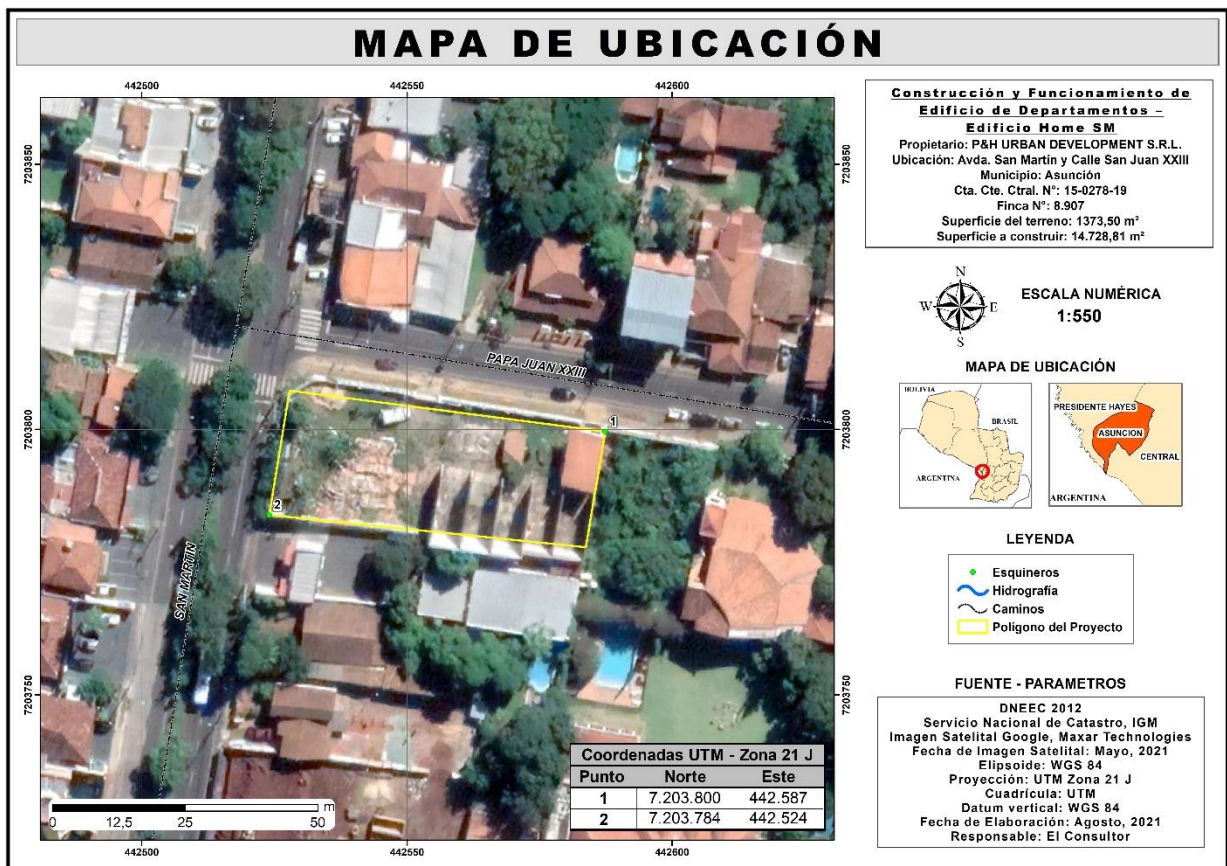 MAPA DE UBICACIÓN
442500
442550
442600
7203850
7203850
7203800
7203800
7203750
7203750
PAPA JUAN XXIII
SAN MARTIN
1
2
Coordenadas UTM - Zona 21 J
Punto Norte Este
1 7.203.800 442.587
2 7.203.784 442.524
m
0 12,5 25 50
442500
442550
442600
Construcción y Funcionamiento de
Edificio de Departamentos –
Edificio Home SM
Propietario: P&H URBAN DEVELOPMENT S.R.L.
Ubicación: Avda. San Martín y Calle San Juan XXIII
Municipio: Asunción
Cta. Cte. Ctral. N°: 15-0278-19
Finca N°: 8.907
Superficie del terreno: 1373,50 m²
Superficie a construir: 14.728,81 m²
N
W E
S
ESCALA NUMÉRICA
1:550
MAPA DE UBICACIÓN
BOLIVIA
BRASIL
ARGENTINA
PRESIDENTE HAYES
ASUNCION
CENTRAL
ARGENTINA
LEYENDA
Esquineros
Hidrografía
Caminos
Polígono del Proyecto
FUENTE - PARAMETROS
DNEEC 2012
Servicio Nacional de Catastro, IGM
Imagen Satelital Google, Maxar Technologies
Fecha de Imagen Satelital: Mayo, 2021
Elipsoide: WGS 84
Proyección: UTM Zona 21 J
Cuadrícula: UTM
Datum vertical: WGS 84
Fecha de Elaboración: Agosto, 2021
Responsable: El Consultor